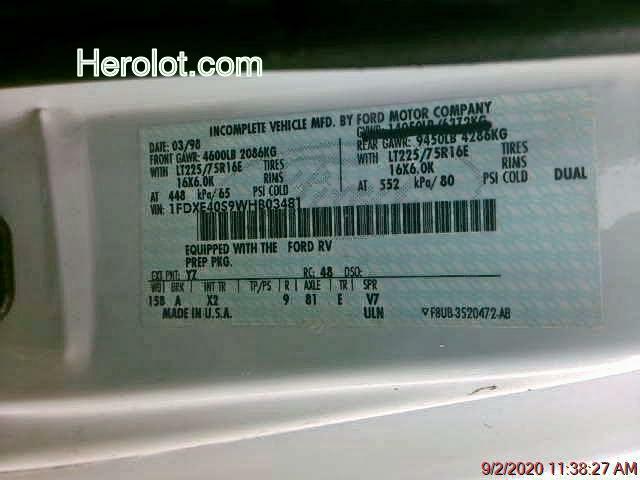 Herolot.com
INCOMPLETE VEHICLE MFD. BY FORD MOTOR COMPANY
DATE: 03/98 GVWR: 14050LB/6372KG
FRONT GAWR: 4600LB 2086KG REAR GAWR: 9450LB 4286KG
WITH LT225/75R16E TIRES WITH LT225/75R16E TIRES
16X6.0K 16X6.0K DUAL
AT 448 kPa/65 PSI COLD AT 552 kPa/80 PSI COLD
VIN: 1FDXE40S9WHB03481
EQUIPPED WITH THE FORD RV
PREP PKG.
EXT PNT: YZ RC: 48 DSO:
WB BRK INT TR TP/PS R AXLE TR SPR
158 A X2 9 81 E V7
MADE IN U.S.A. ULN F8UB-3520472-AB
9/2/2020 11:38:27 AM